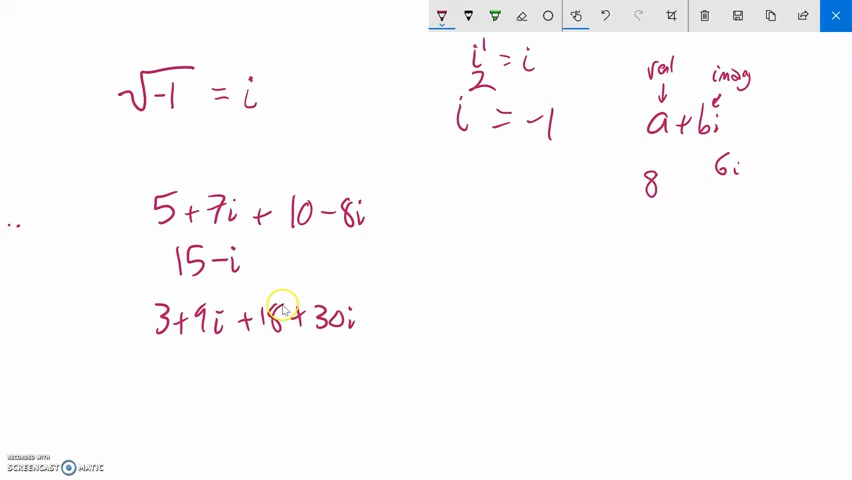 √-1 = i
i¹ = i
i² = -1
real
imag
a + bi
8
6i
5 + 7i + 10 - 8i
15 - i
3 + 9i + 18 + 30i
RECORDED WITH
SCREENCAST MATIC